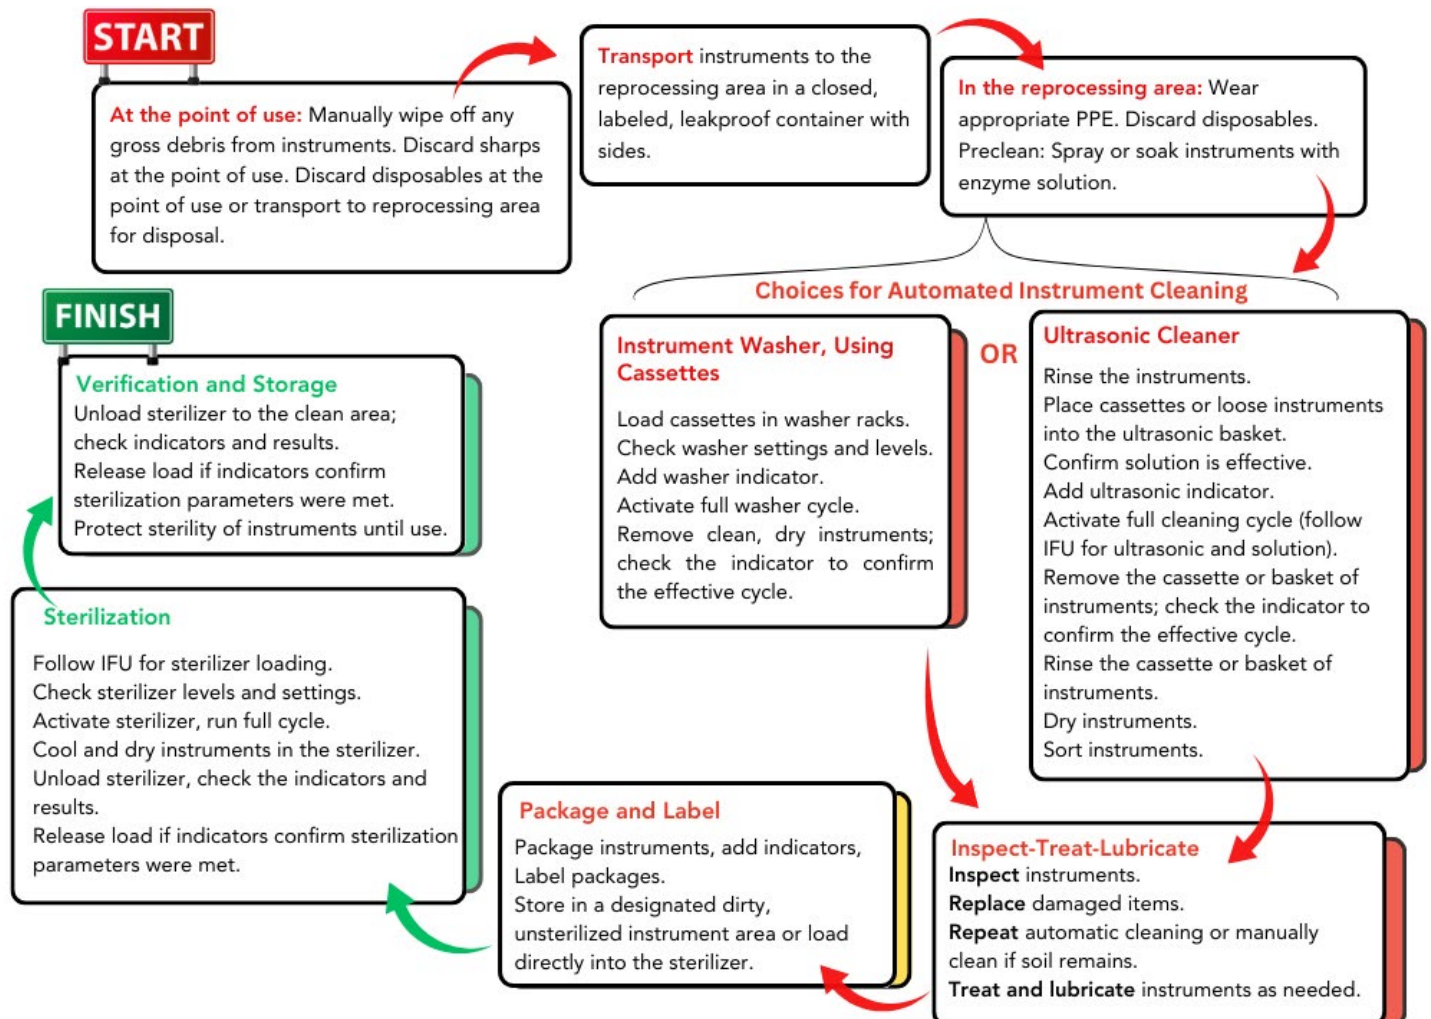 START
At the point of use: Manually wipe off any
gross debris from instruments. Discard sharps
at the point of use. Discard disposables at the
point of use or transport to reprocessing area
for disposal.
Transport instruments to the
reprocessing area in a closed,
labeled, leakproof container with
sides.
In the reprocessing area: Wear
appropriate PPE. Discard disposables.
Preclean: Spray or soak instruments with
enzyme solution.
Choices for Automated Instrument Cleaning
Instrument Washer, Using
Cassettes
Load cassettes in washer racks.
Check washer settings and levels.
Add washer indicator.
Activate full washer cycle.
Remove clean, dry instruments;
check the indicator to confirm
the effective cycle.
OR
Ultrasonic Cleaner
Rinse the instruments.
Place cassettes or loose instruments
into the ultrasonic basket.
Confirm solution is effective.
Add ultrasonic indicator.
Activate full cleaning cycle (follow
IFU for ultrasonic and solution).
Remove the cassette or basket of
instruments; check the indicator to
confirm the effective cycle.
Rinse the cassette or basket of
instruments.
Dry instruments.
Sort instruments.
Inspect-Treat-Lubricate
Inspect instruments.
Replace damaged items.
Repeat automatic cleaning or manually
clean if soil remains.
Treat and lubricate instruments as needed.
Package and Label
Package instruments, add indicators,
Label packages.
Store in a designated dirty,
unsterilized instrument area or load
directly into the sterilizer.
Sterilization
Follow IFU for sterilizer loading.
Check sterilizer levels and settings.
Activate sterilizer, run full cycle.
Cool and dry instruments in the sterilizer.
Unload sterilizer, check the indicators and
results.
Release load if indicators confirm sterilization
parameters were met.
FINISH
Verification and Storage
Unload sterilizer to the clean area;
check indicators and results.
Release load if indicators confirm
sterilization parameters were met.
Protect sterility of instruments until use.